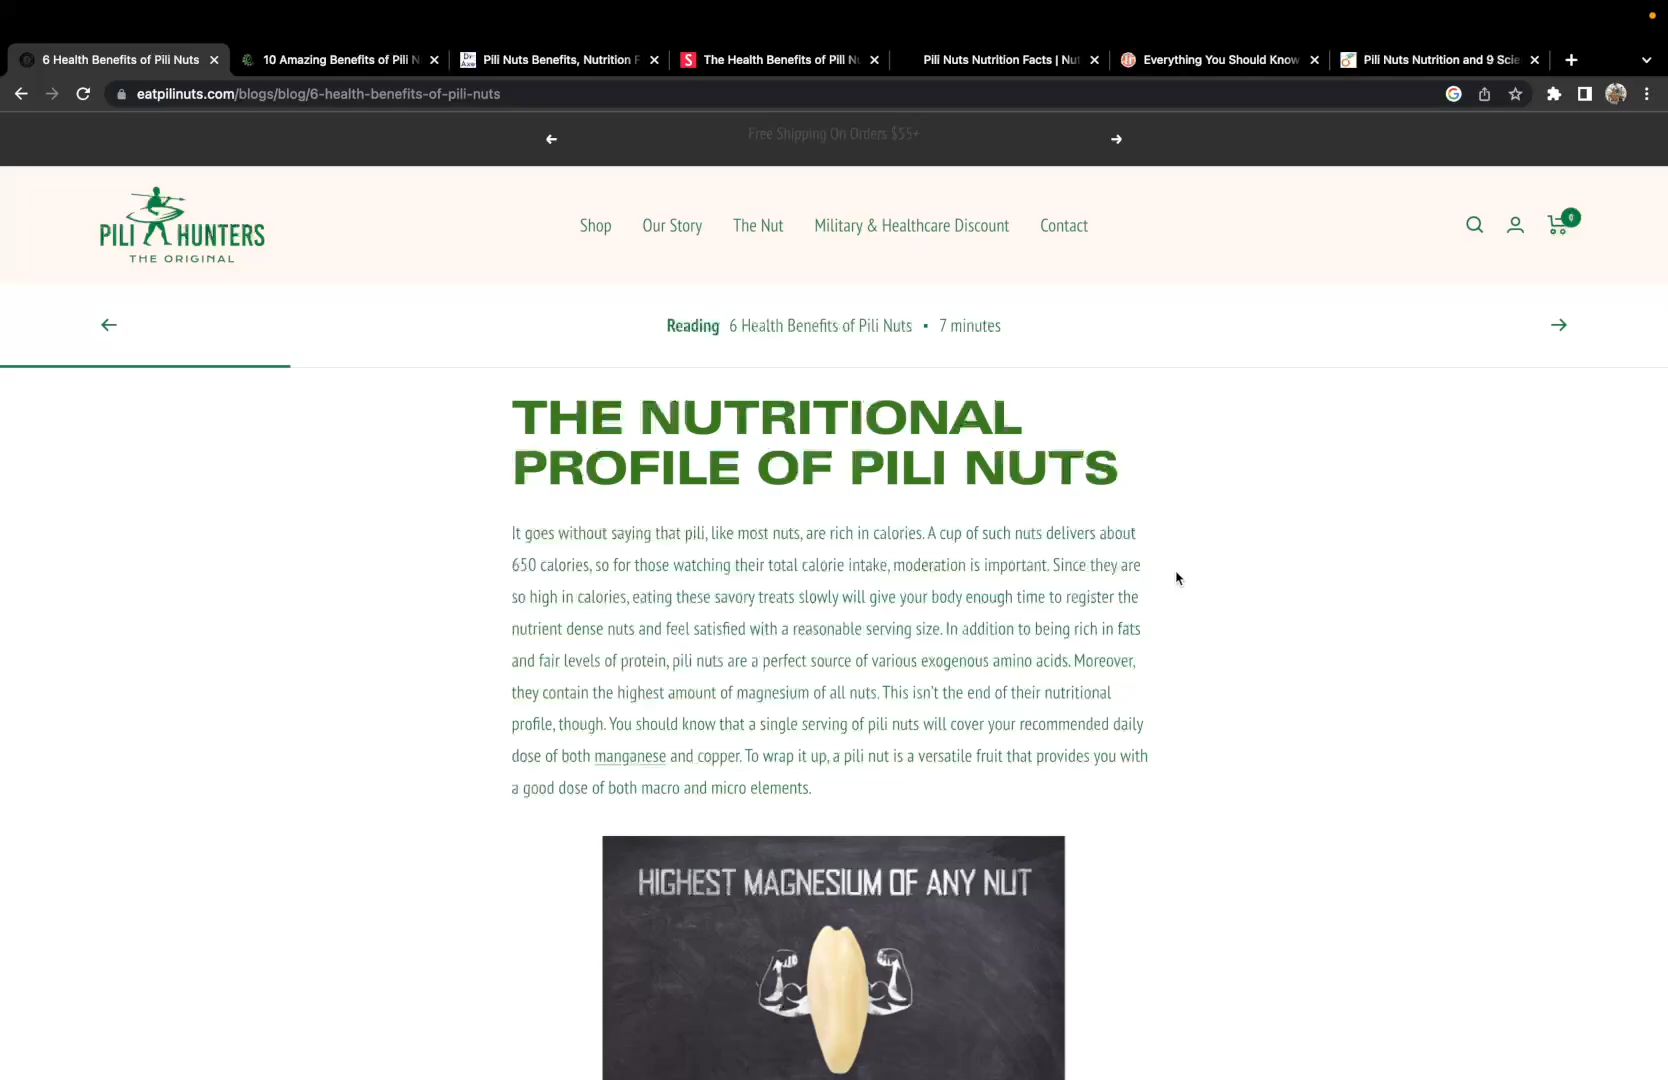 6 Health Benefits of Pili Nuts
10 Amazing Benefits of Pili N
Dr. Axe
Pili Nuts Benefits, Nutrition F
S
The Health Benefits of Pili Nu
Pili Nuts Nutrition Facts | Nut
Everything You Should Know
Pili Nuts Nutrition and 9 Scie
eatpilinuts.com/blogs/blog/6-health-benefits-of-pili-nuts
Free Shipping On Orders $55+
PILI HUNTERS
THE ORIGINAL
Shop
Our Story
The Nut
Military & Healthcare Discount
Contact
Reading 6 Health Benefits of Pili Nuts ▪ 7 minutes
THE NUTRITIONAL
PROFILE OF PILI NUTS
It goes without saying that pili, like most nuts, are rich in calories. A cup of such nuts delivers about
650 calories, so for those watching their total calorie intake, moderation is important. Since they are
so high in calories, eating these savory treats slowly will give your body enough time to register the
nutrient dense nuts and feel satisfied with a reasonable serving size. In addition to being rich in fats
and fair levels of protein, pili nuts are a perfect source of various exogenous amino acids. Moreover,
they contain the highest amount of magnesium of all nuts. This isn't the end of their nutritional
profile, though. You should know that a single serving of pili nuts will cover your recommended daily
dose of both manganese and copper. To wrap it up, a pili nut is a versatile fruit that provides you with
a good dose of both macro and micro elements.
HIGHEST MAGNESIUM OF ANY NUT